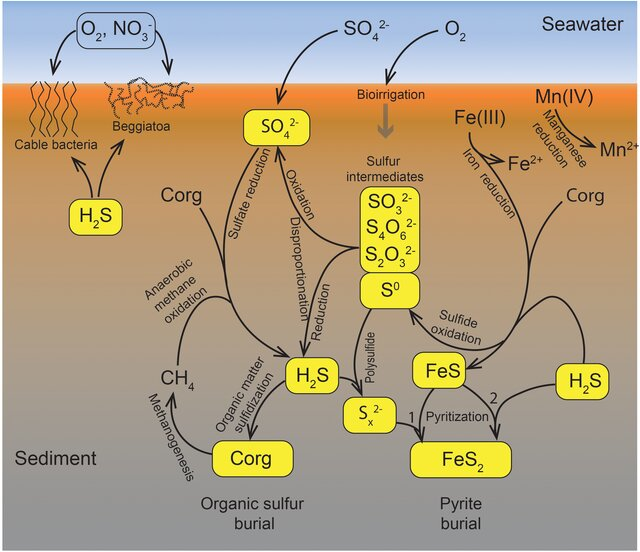 Seawater
O₂, NO₃⁻
SO₄²⁻
O₂
Bioirrigation
Mn(IV)
Manganese
reduction
Mn²⁺
Fe(III)
Fe²⁺
Iron reduction
Cable bacteria
Beggiatoa
H₂S
SO₄²⁻
Sulfur
intermediates
SO₃²⁻
S₄O₆²⁻
S₂O₃²⁻
S⁰
Corg
Sulfate reduction
Oxidation
Disproportionation
Reduction
Corg
Anaerobic
methane
oxidation
Sulfide
oxidation
Polysulfide
CH₄
H₂S
FeS
H₂S
Organic matter
sulfidization
Sₓ²⁻
1
Pyritization
2
Methanogenesis
Corg
FeS₂
Sediment
Organic sulfur
burial
Pyrite
burial